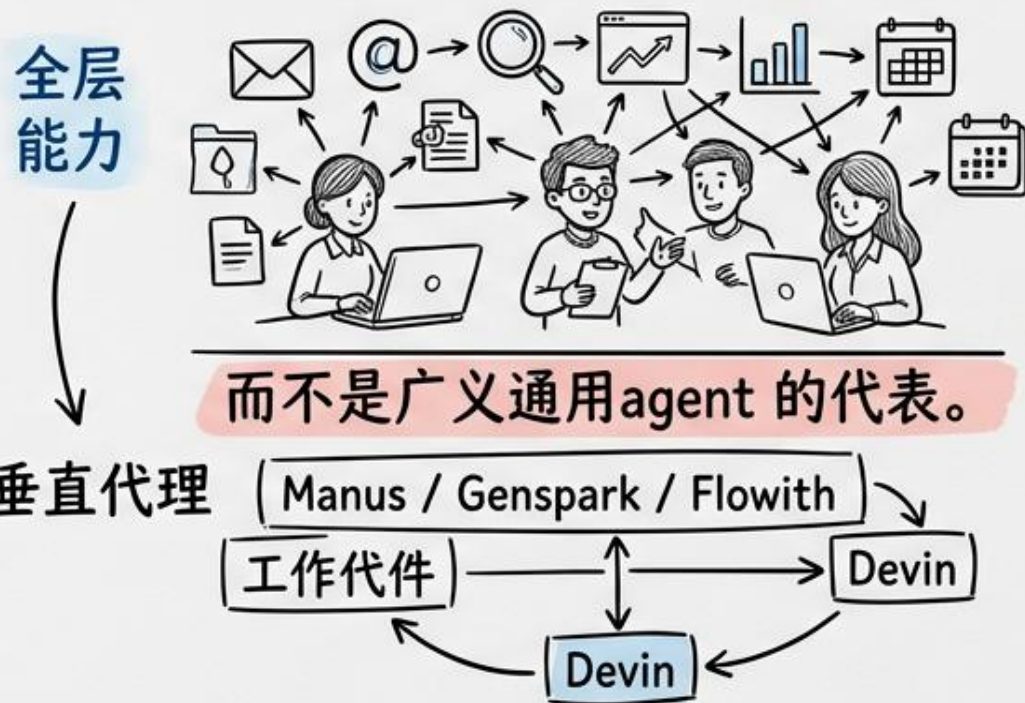 全层
能力
@
而不是广义通用agent 的代表。
垂直代理
Manus / Genspark / Flowith
工作代件
Devin
Devin